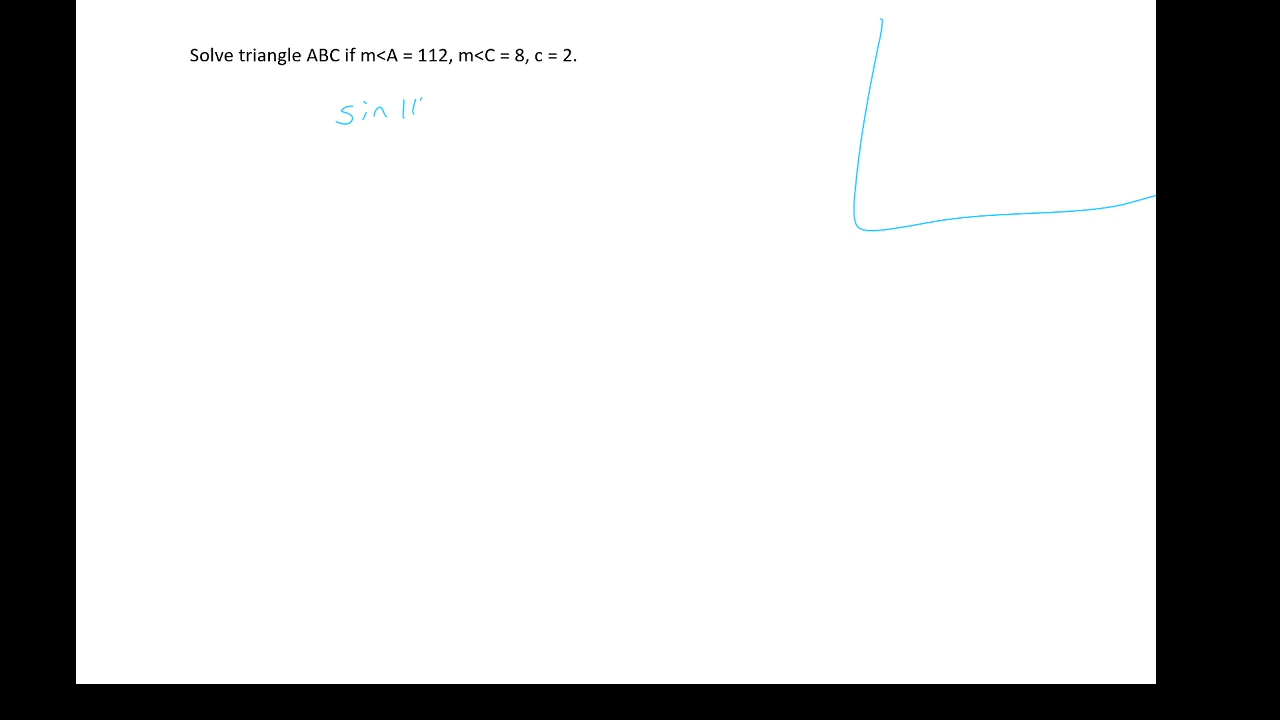 Solve triangle ABC if m<A = 112, m<C = 8, c = 2.
sin 11